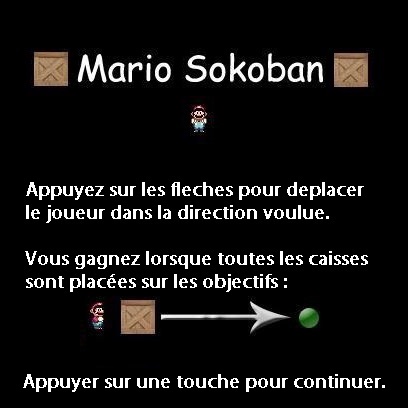 Mario Sokoban
Appuyez sur les fleches pour deplacer
le joueur dans la direction voulue.
Vous gagnez lorsque toutes les caisses
sont placées sur les objectifs :
Appuyer sur une touche pour continuer.